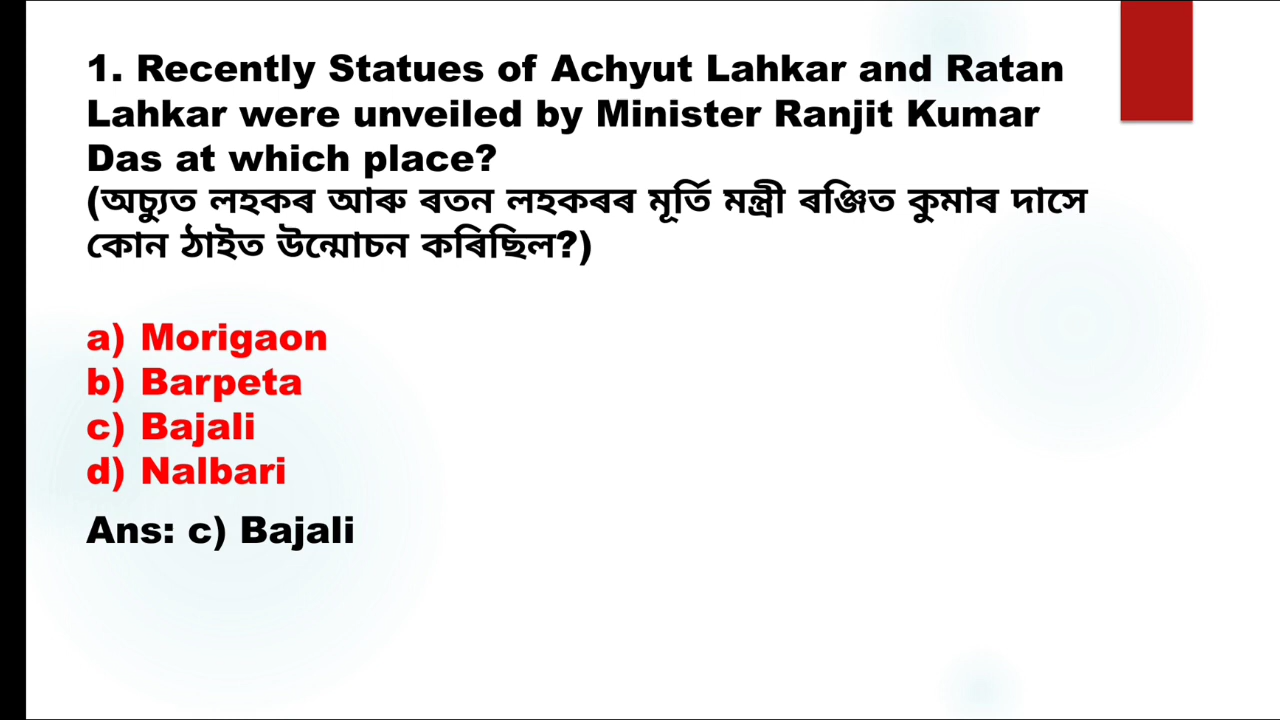 1. Recently Statues of Achyut Lahkar and Ratan
Lahkar were unveiled by Minister Ranjit Kumar
Das at which place?
(অচ্যুত লহকৰ আৰু ৰতন লহকৰৰ মূৰ্তি মন্ত্ৰী ৰঞ্জিত কুমাৰ দাসে
কোন ঠাইত উন্মোচন কৰিছিল?)
a) Morigaon
b) Barpeta
c) Bajali
d) Nalbari
Ans: c) Bajali